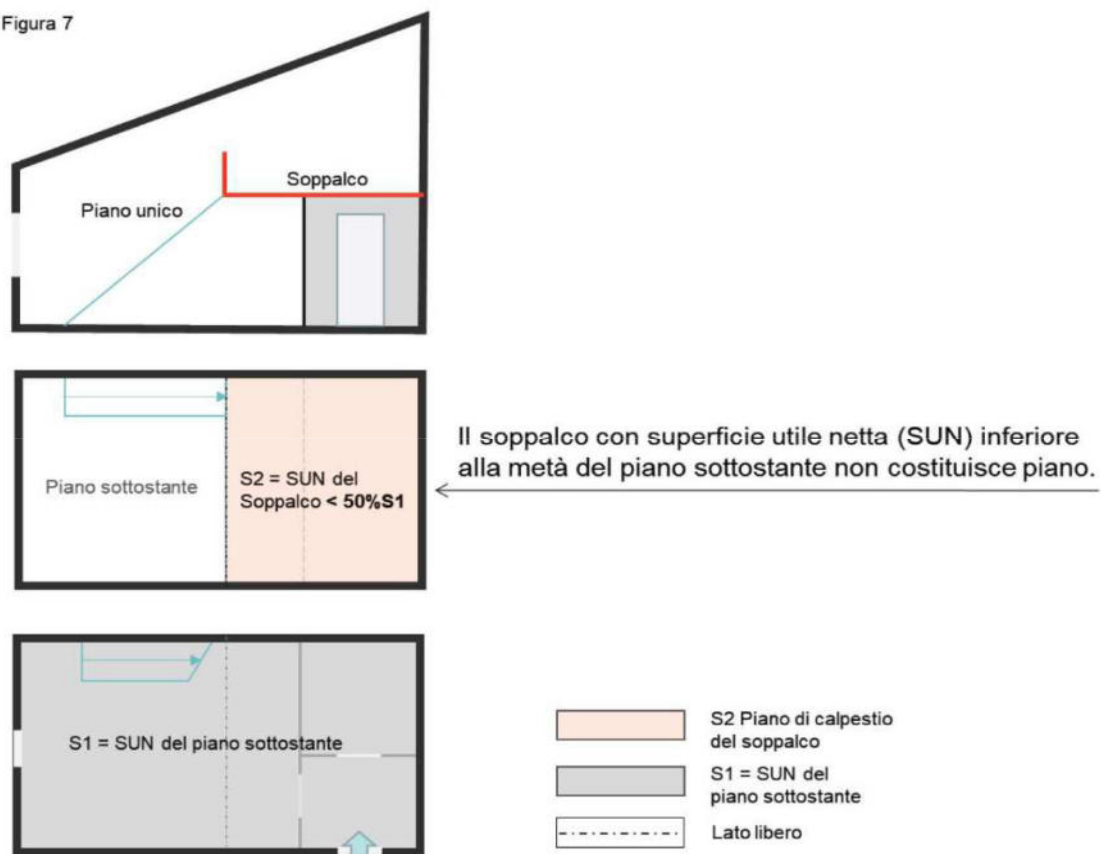 Figura 7
Soppalco
Piano unico
Piano sottostante
S2 = SUN del
Soppalco < 50%S1
Il soppalco con superficie utile netta (SUN) inferiore
alla metà del piano sottostante non costituisce piano.
S1 = SUN del piano sottostante
S2 Piano di calpestio
del soppalco
S1 = SUN del
piano sottostante
Lato libero